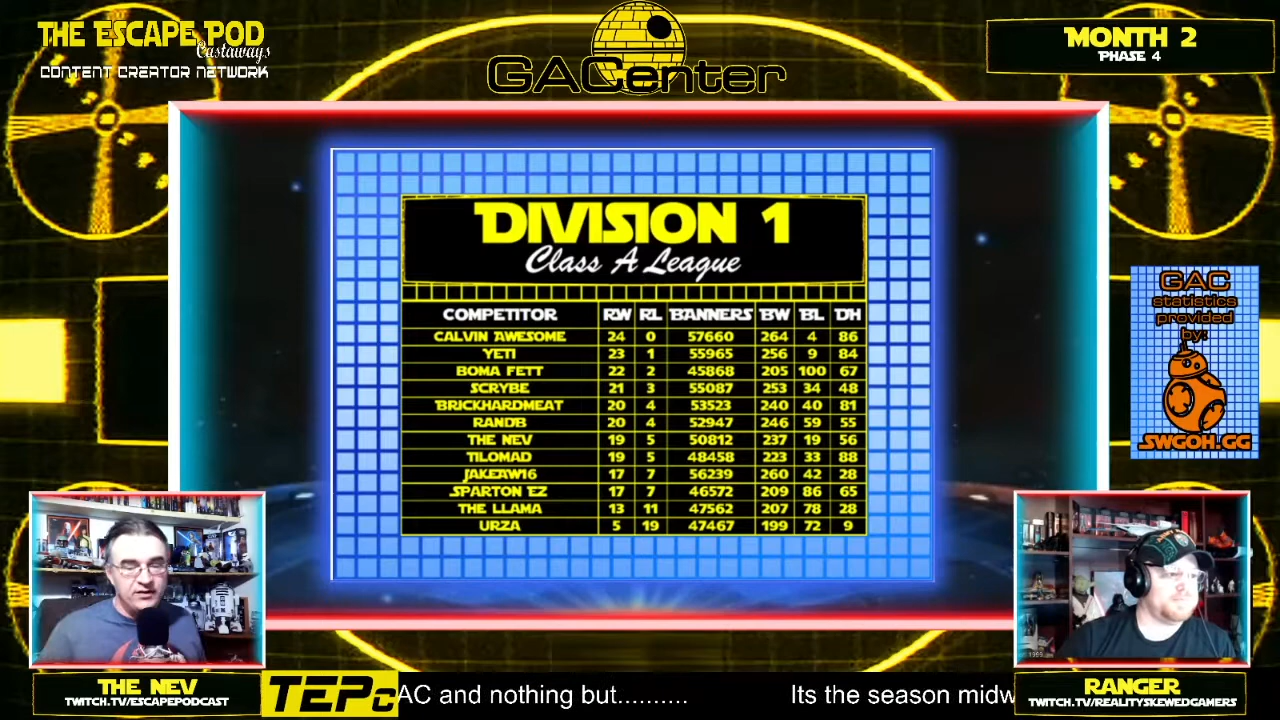 THE ESCAPE POD
Castaways
CONTENT CREATOR NETWORK
GACenter
MONTH 2
PHASE 4
DIVISION 1
Class A League
COMPETITOR RW RL BANNERS BW BL DH
CALVIN AWESOME 24 0 57660 264 4 86
YETI 23 1 55965 256 9 84
BOMA FETT 22 2 45868 205 100 67
SCRYBE 21 3 55087 253 34 48
BRICKHARDMEAT 20 4 53523 240 40 81
RANDB 20 4 52947 246 59 55
THE NEV 19 5 50812 237 19 56
TILOMAD 19 5 48458 223 33 88
JAKEAW16 17 7 56239 260 42 28
SPARTON EZ 17 7 46572 209 86 65
THE LLAMA 13 11 47562 207 78 28
URZA 5 19 47467 199 72 9
GAC
statistics
provided
by:
SWGOH.GG
THE NEV
TWITCH.TV/ESCAPEPODCAST
TEPC
AC and nothing but.......... Its the season midw
RANGER
TWITCH.TV/REALITYSKEWEDGAMERS